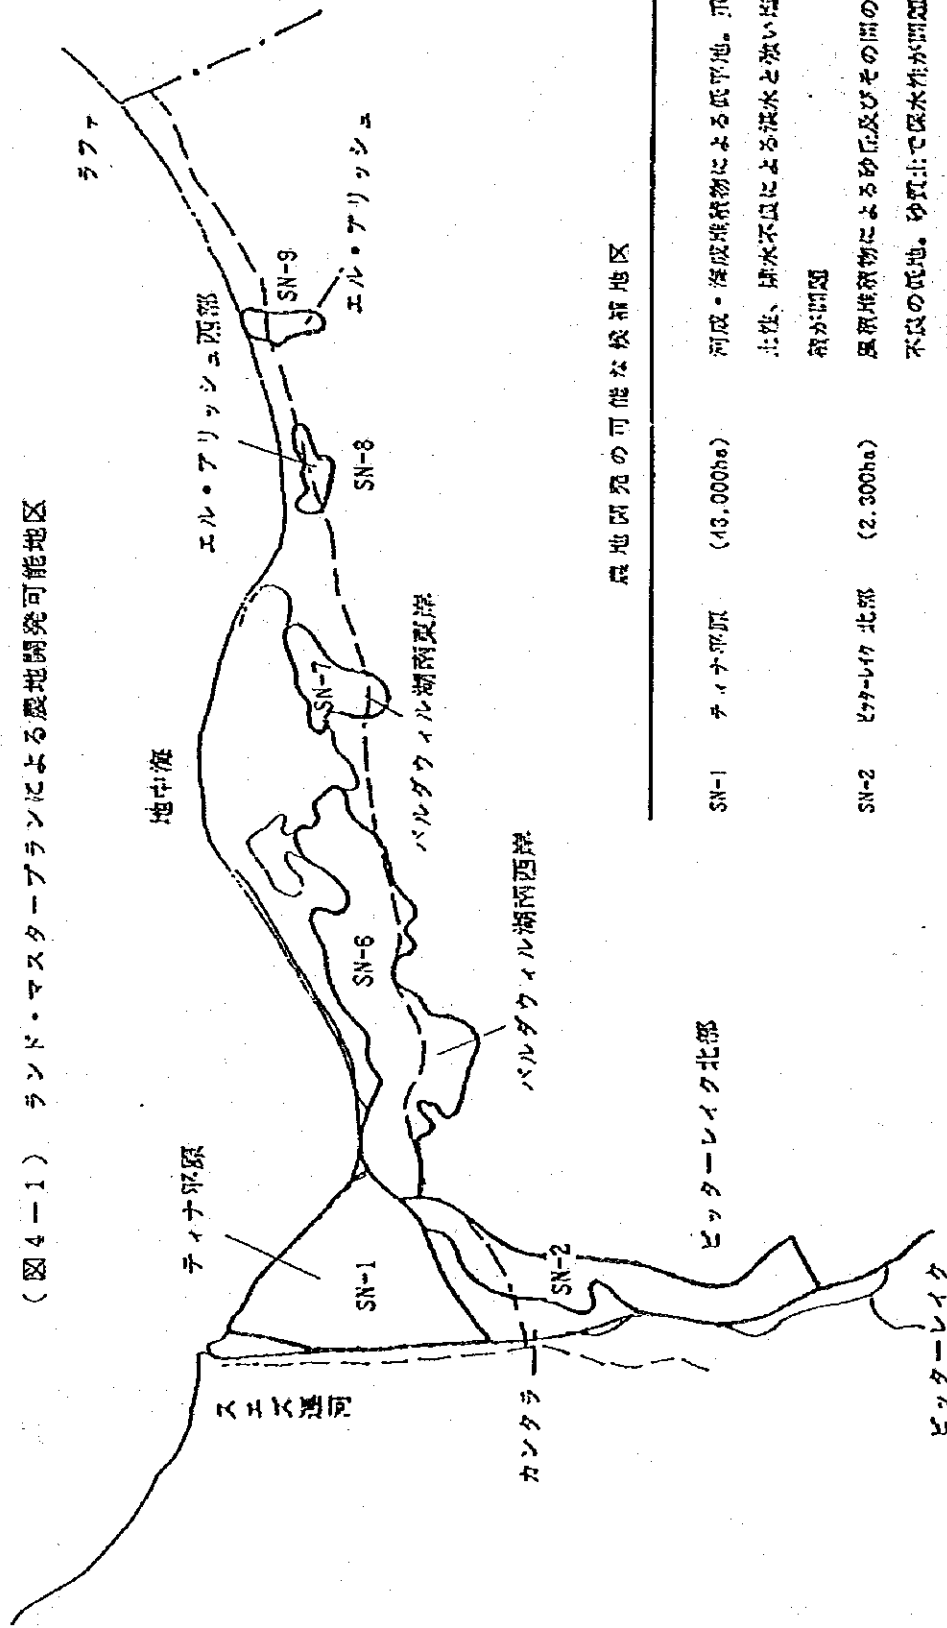 (図4-1) ランド・マスタープランによる農地開発可能地区
地中海
ラファ
エル・アリッシュ西部
SN-9
エル・アリッシュ
SN-8
SN-7
バルダウィル湖南東岸
SN-6
バルダウィル湖南西岸
ティナ平原
SN-1
スエズ運河
カンタラ
SN-2
ビッターレイク北部
ビッターレイク
農地開発の可能な候補地区
SN-1 ティナ平原 (43,000ha) 河成・海成堆積物による低平地。
土性、排水不良による湛水と強い
積が問題
SN-2 ビッターレイク 北部 (2,300ha) 風積堆積物による砂丘及びその間の
不良の低地。砂質土で保水性が問題